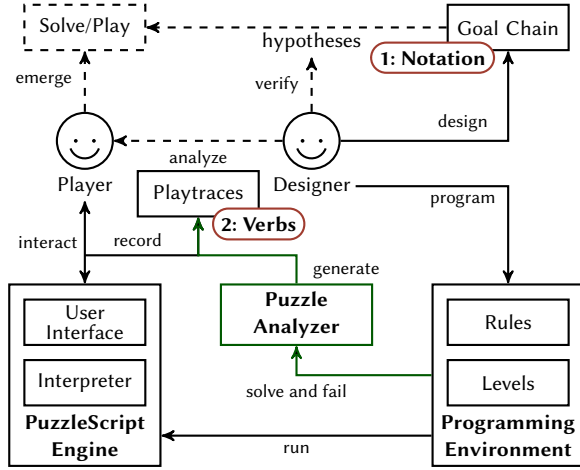 Solve/Play
Goal Chain
hypotheses
1: Notation
emerge
verify
design
analyze
Player
Playtraces
Designer
program
2: Verbs
interact
record
generate
User
Interface
Puzzle
Analyzer
Rules
Interpreter
Levels
solve and fail
PuzzleScript
Engine
Programming
Environment
run